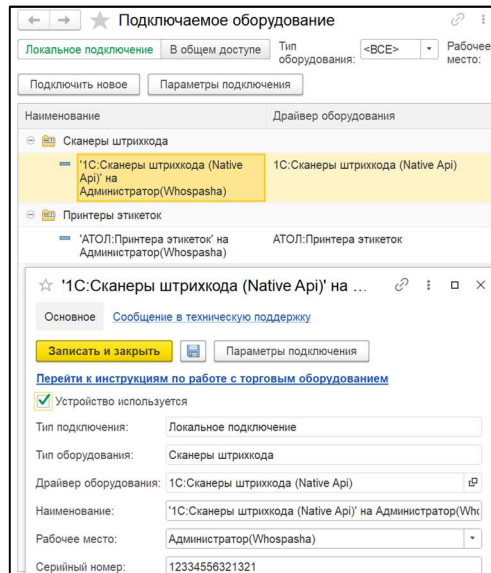 Подключаемое оборудование
Локальное подключение В общем доступе Тип оборудования: <ВСЕ> Рабочее место:
Подключить новое Параметры подключения
Наименование Драйвер оборудования
Сканеры штрихкода
'1С:Сканеры штрихкода (Native 1С:Сканеры штрихкода (Native Api)
Api)' на
Администратор(Whospasha)
Принтеры этикеток
'АТОЛ:Принтера этикеток' на АТОЛ:Принтера этикеток
Администратор(Whospasha)
'1С:Сканеры штрихкода (Native Api)' на ...
Основное Сообщение в техническую поддержку
Записать и закрыть Параметры подключения
Перейти к инструкциям по работе с торговым оборудованием
Устройство используется
Тип подключения: Локальное подключение
Тип оборудования: Сканеры штрихкода
Драйвер оборудования: 1С:Сканеры штрихкода (Native Api)
Наименование: '1С:Сканеры штрихкода (Native Api)' на Администратор(Who
Рабочее место: Администратор(Whospasha)
Серийный номер: 12334556321321